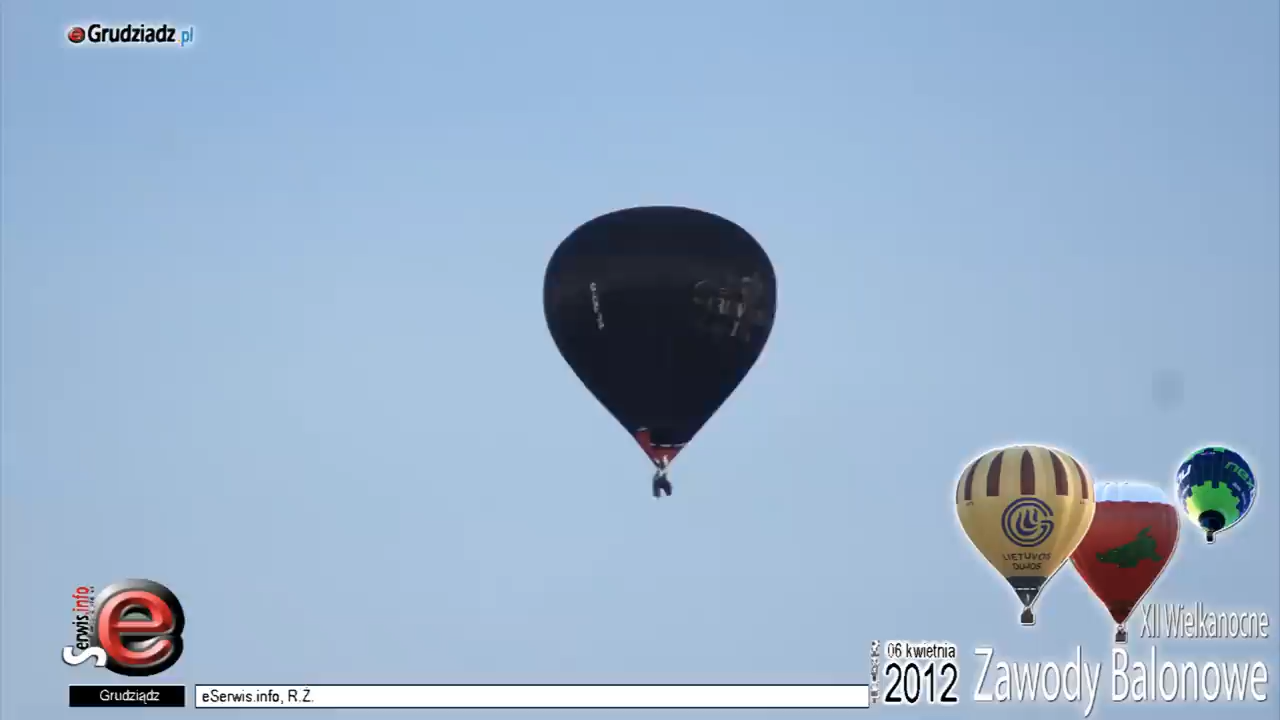 eGrudziadz.pl
LIETUVOS
DUJOS
XII Wielkanocne
Zawody Balonowe
06 kwietnia
2012
eSerwis.info
Grudziądz
eSerwis.info, R.Ż.